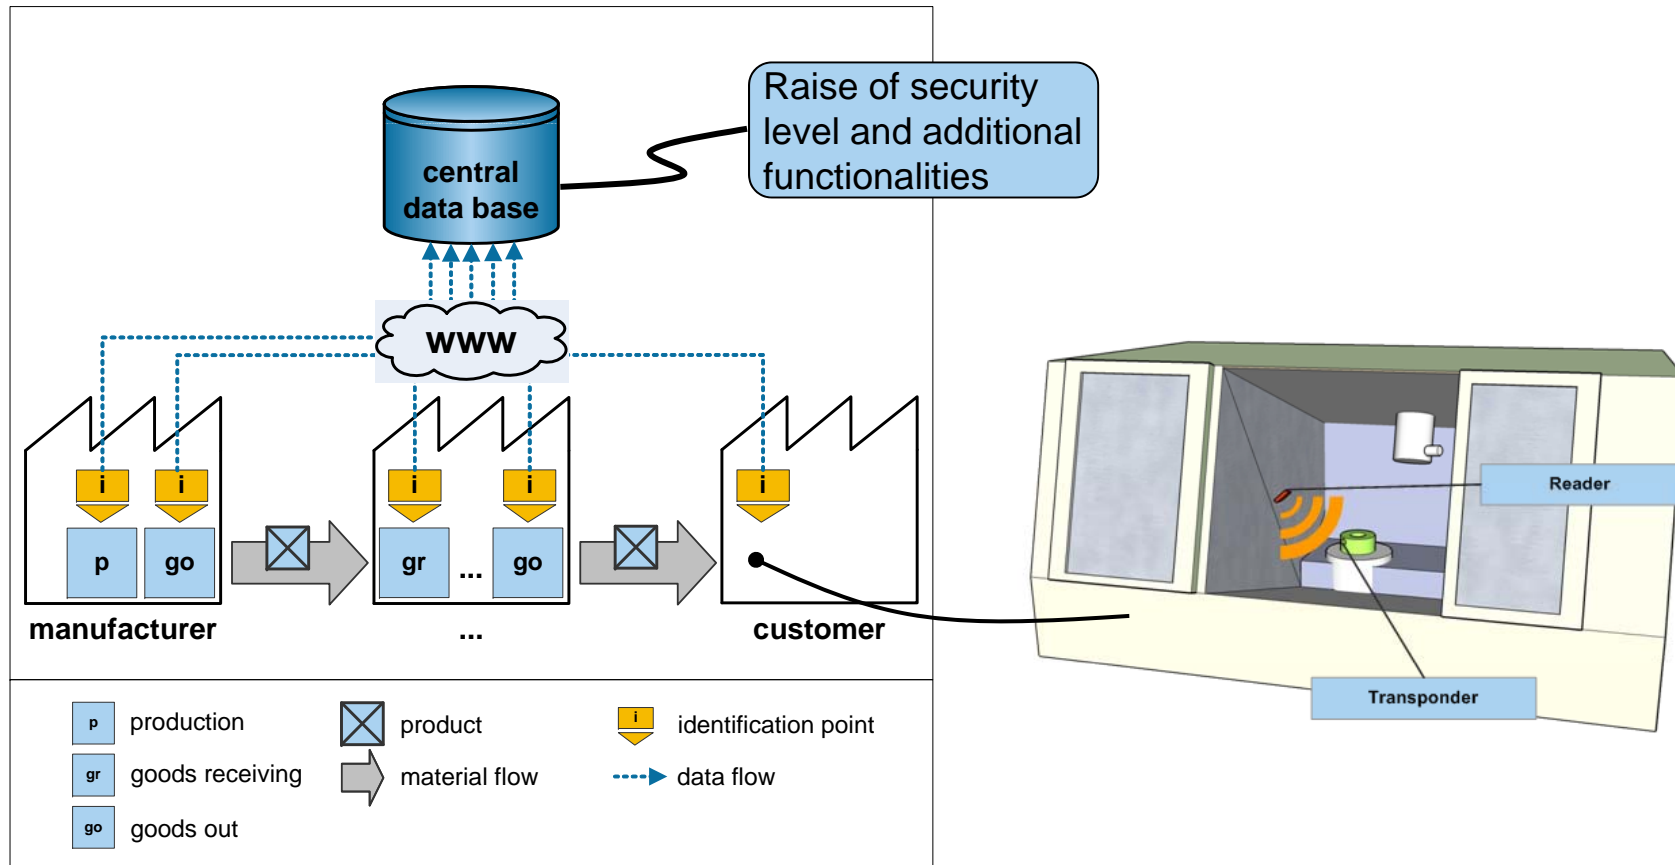 Raise of security
level and additional
functionalities
central
data base
www
i i i i i
p go gr ... go
manufacturer ... customer
Reader
Transponder
p production
product
i identification point
gr goods receiving
material flow
data flow
go goods out